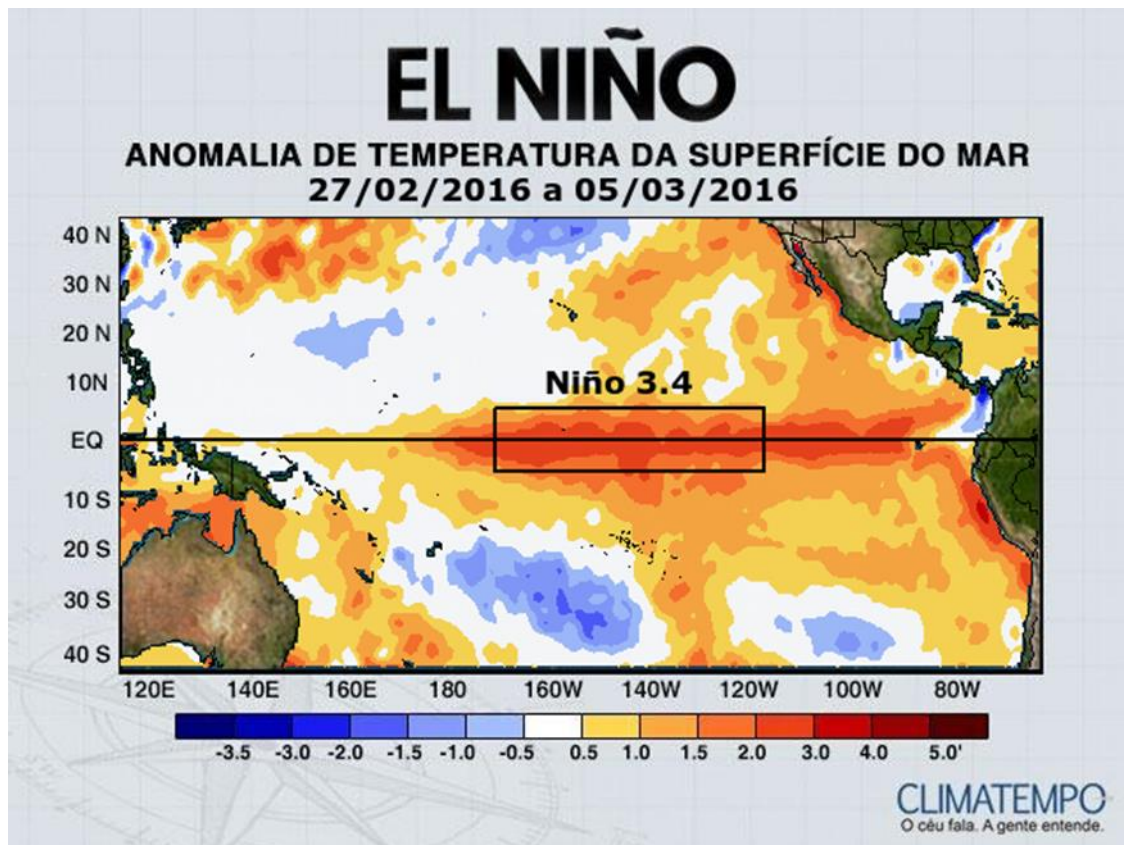 EL NIÑO
ANOMALIA DE TEMPERATURA DA SUPERFÍCIE DO MAR
27/02/2016 a 05/03/2016
40 N
30 N
20 N
10N
Niño 3.4
EQ
10 S
20 S
30 S
40 S
120E 140E 160E 180 160W 140W 120W 100W 80W
-3.5 -3.0 -2.0 -1.5 -1.0 -0.5 0.5 1.0 1.5 2.0 3.0 4.0 5.0'
CLIMATEMPO
O céu fala. A gente entende.